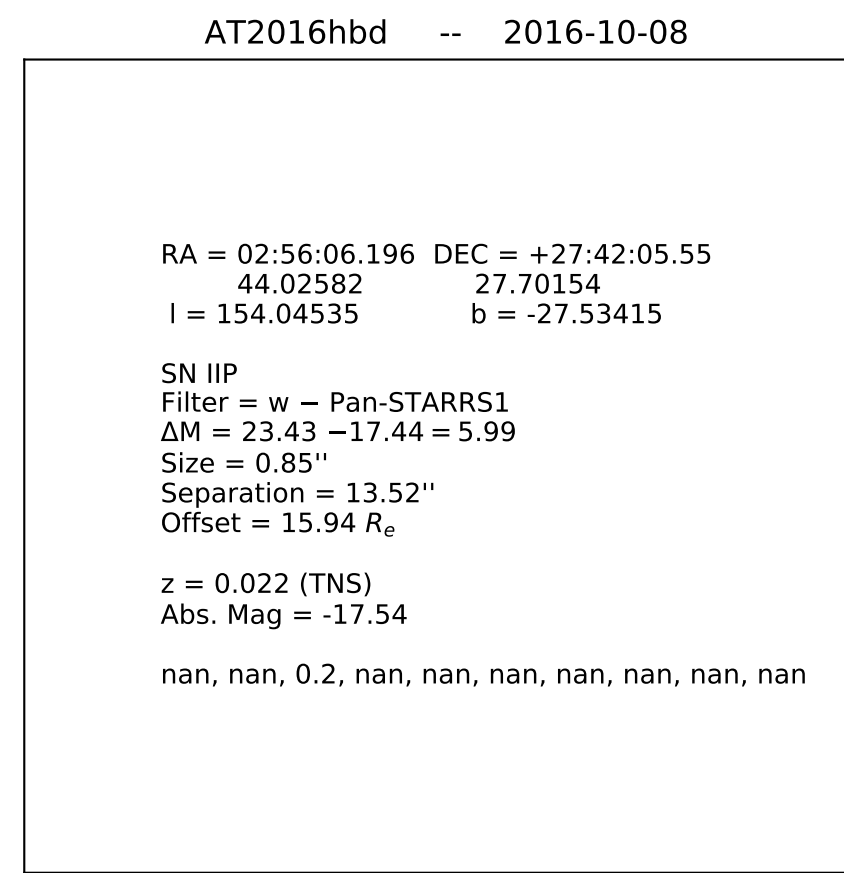 AT2016hbd -- 2016-10-08
RA = 02:56:06.196 DEC = +27:42:05.55
44.02582 27.70154
l = 154.04535 b = -27.53415
SN IIP
Filter = w − Pan-STARRS1
ΔM = 23.43 −17.44 = 5.99
Size = 0.85''
Separation = 13.52''
Offset = 15.94 Re
z = 0.022 (TNS)
Abs. Mag = -17.54
nan, nan, 0.2, nan, nan, nan, nan, nan, nan, nan